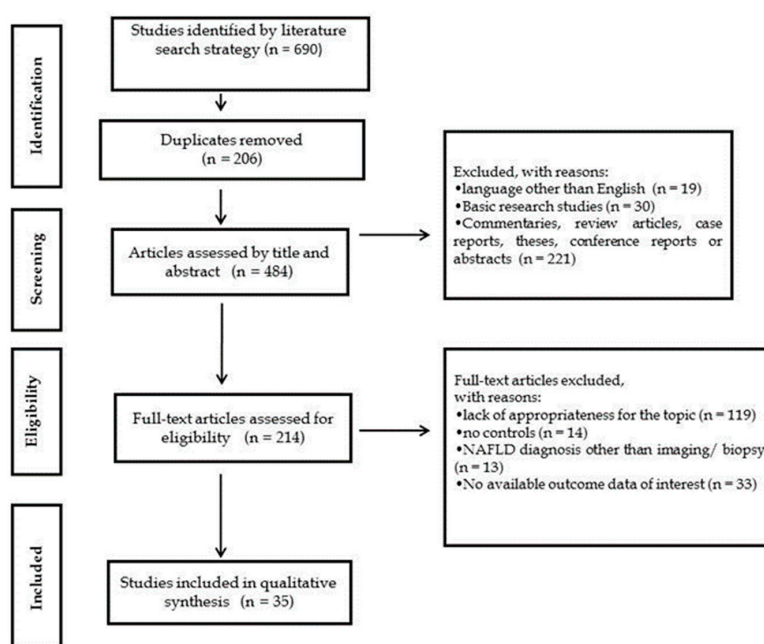 Identification
Studies identified by literature
search strategy (n = 690)
Duplicates removed
(n = 206)
Screening
Articles assessed by title and
abstract (n = 484)
Excluded, with reasons:
•language other than English (n = 19)
•Basic research studies (n = 30)
•Commentaries, review articles, case
reports, theses, conference reports or
abstracts (n = 221)
Eligibility
Full-text articles assessed for
eligibility (n = 214)
Full-text articles excluded,
with reasons:
•lack of appropriateness for the topic (n = 119)
•no controls (n = 14)
•NAFLD diagnosis other than imaging/ biopsy
(n = 13)
•No available outcome data of interest (n = 33)
Included
Studies included in qualitative
synthesis (n = 35)